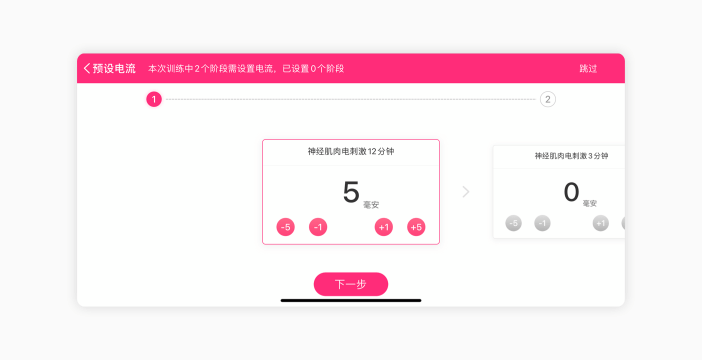 预设电流 本次训练中2个阶段需设置电流,已设置0个阶段 跳过
1 2
神经肌肉电刺激12分钟
5 毫安
-5 -1 +1 +5
神经肌肉电刺激3分钟
0 毫安
-5 -1 +1
下一步